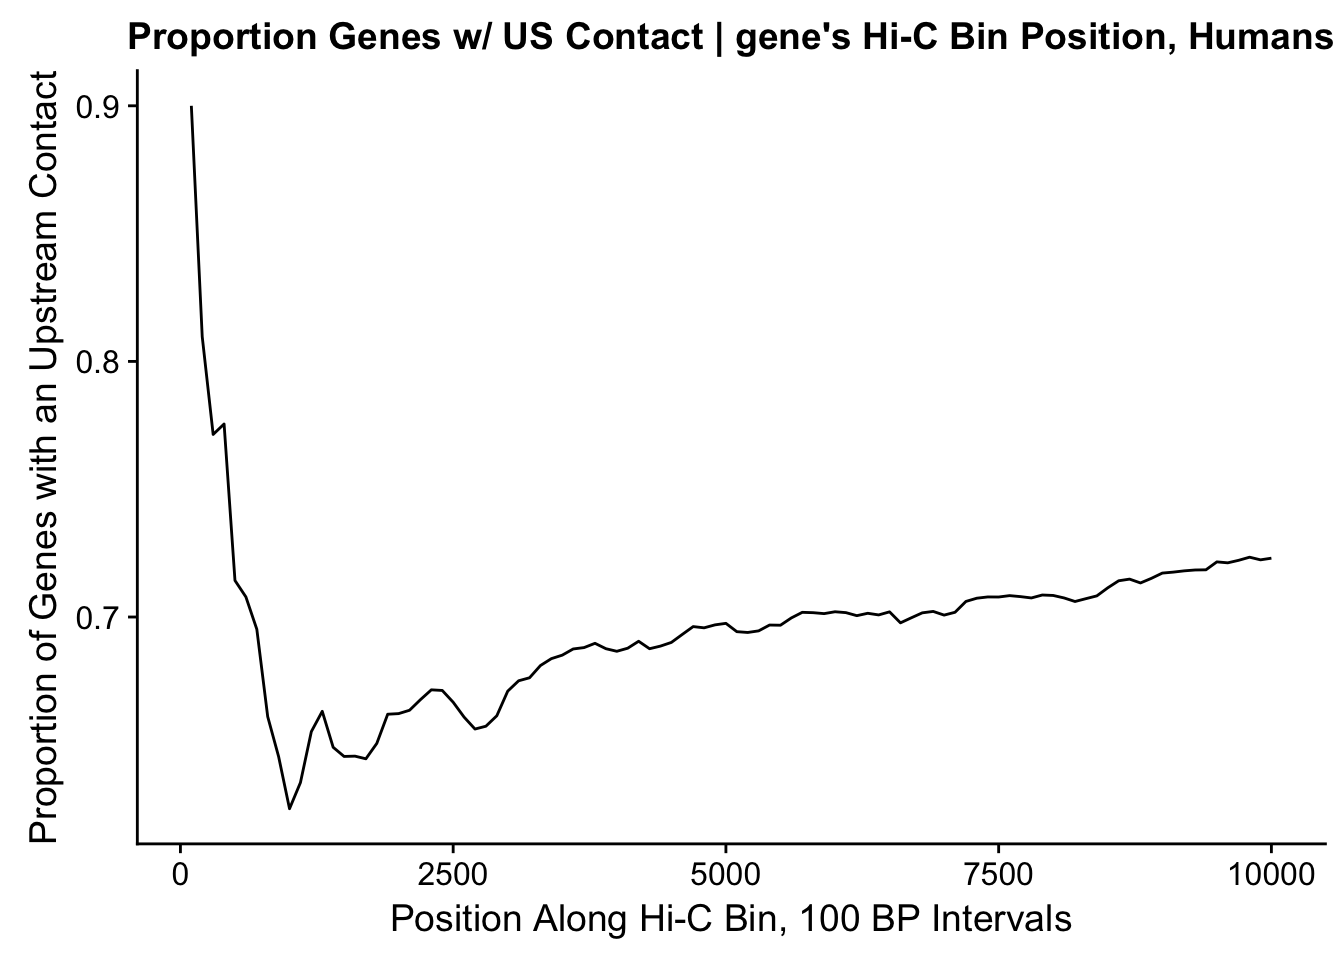 Proportion Genes w/ US Contact | gene's Hi-C Bin Position, Humans
Proportion of Genes with an Upstream Contact
0.9
0.8
0.7
0
2500
5000
7500
10000
Position Along Hi-C Bin, 100 BP Intervals